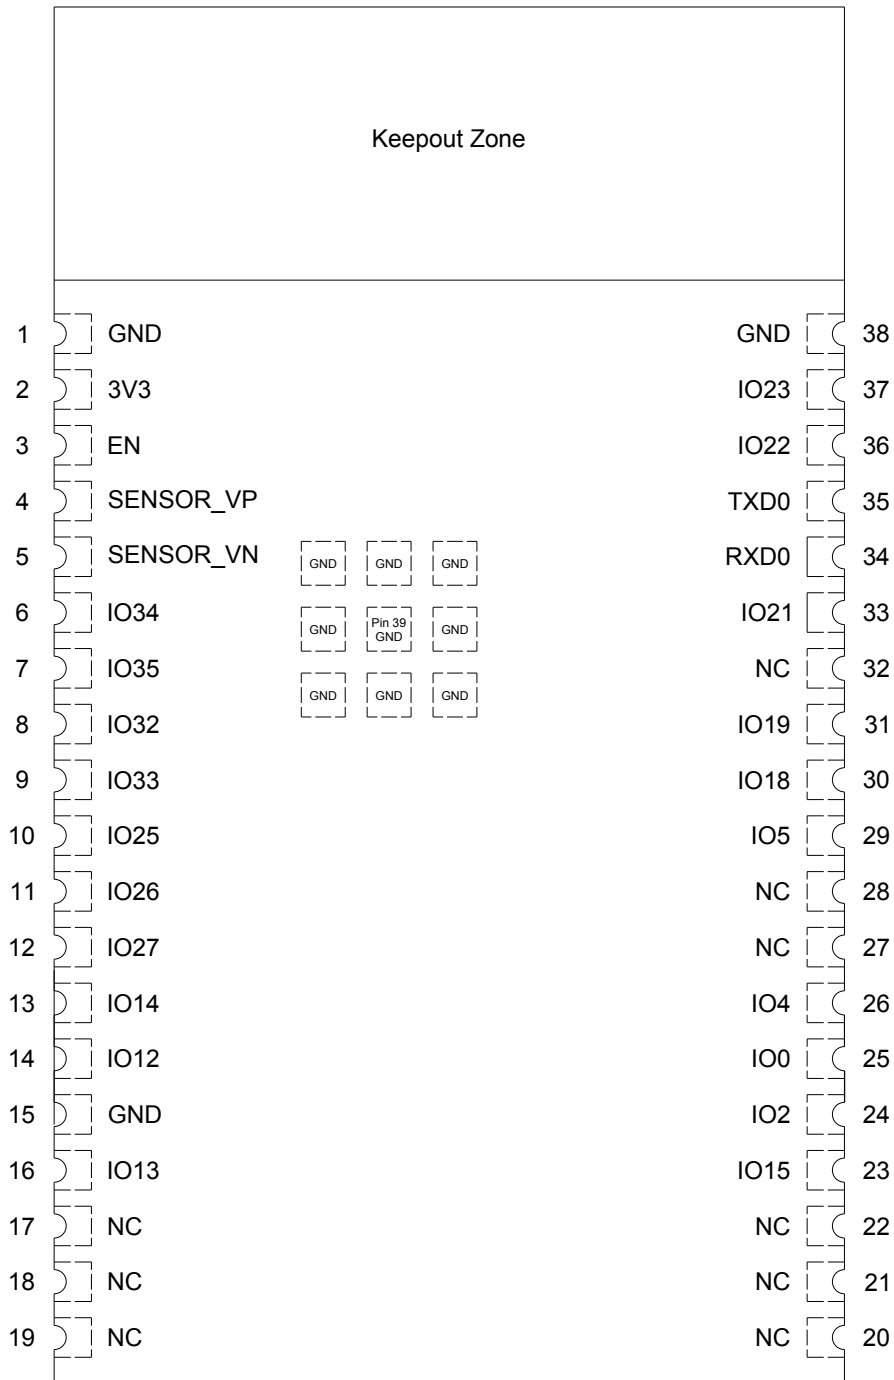 Keepout Zone
1 GND GND 38
2 3V3 IO23 37
3 EN IO22 36
4 SENSOR_VP TXD0 35
5 SENSOR_VN GND GND GND RXD0 34
6 IO34 GND Pin 39 GND GND IO21 33
7 IO35 GND GND GND NC 32
8 IO32 IO19 31
9 IO33 IO18 30
10 IO25 IO5 29
11 IO26 NC 28
12 IO27 NC 27
13 IO14 IO4 26
14 IO12 IO0 25
15 GND IO2 24
16 IO13 IO15 23
17 NC NC 22
18 NC NC 21
19 NC NC 20